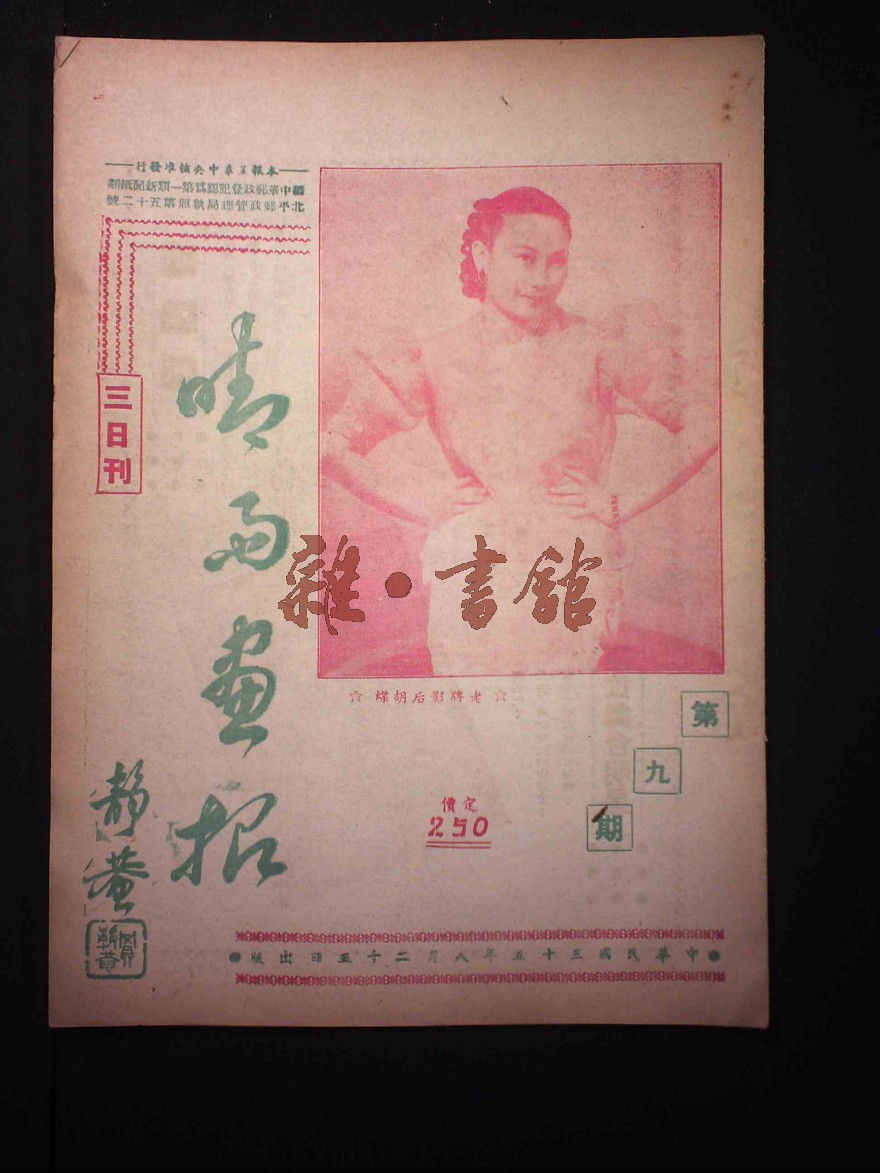 本報呈奉中央核准發行
中華郵政登記認爲第一類新聞紙類
北平郵政管理局執照第五十二號
三日刊
晴雨畫報
靜菴
☆ 老牌影后胡蝶 ☆
雜·書館
第九期
定價
250
中華民國三十五年八月二十五日出版